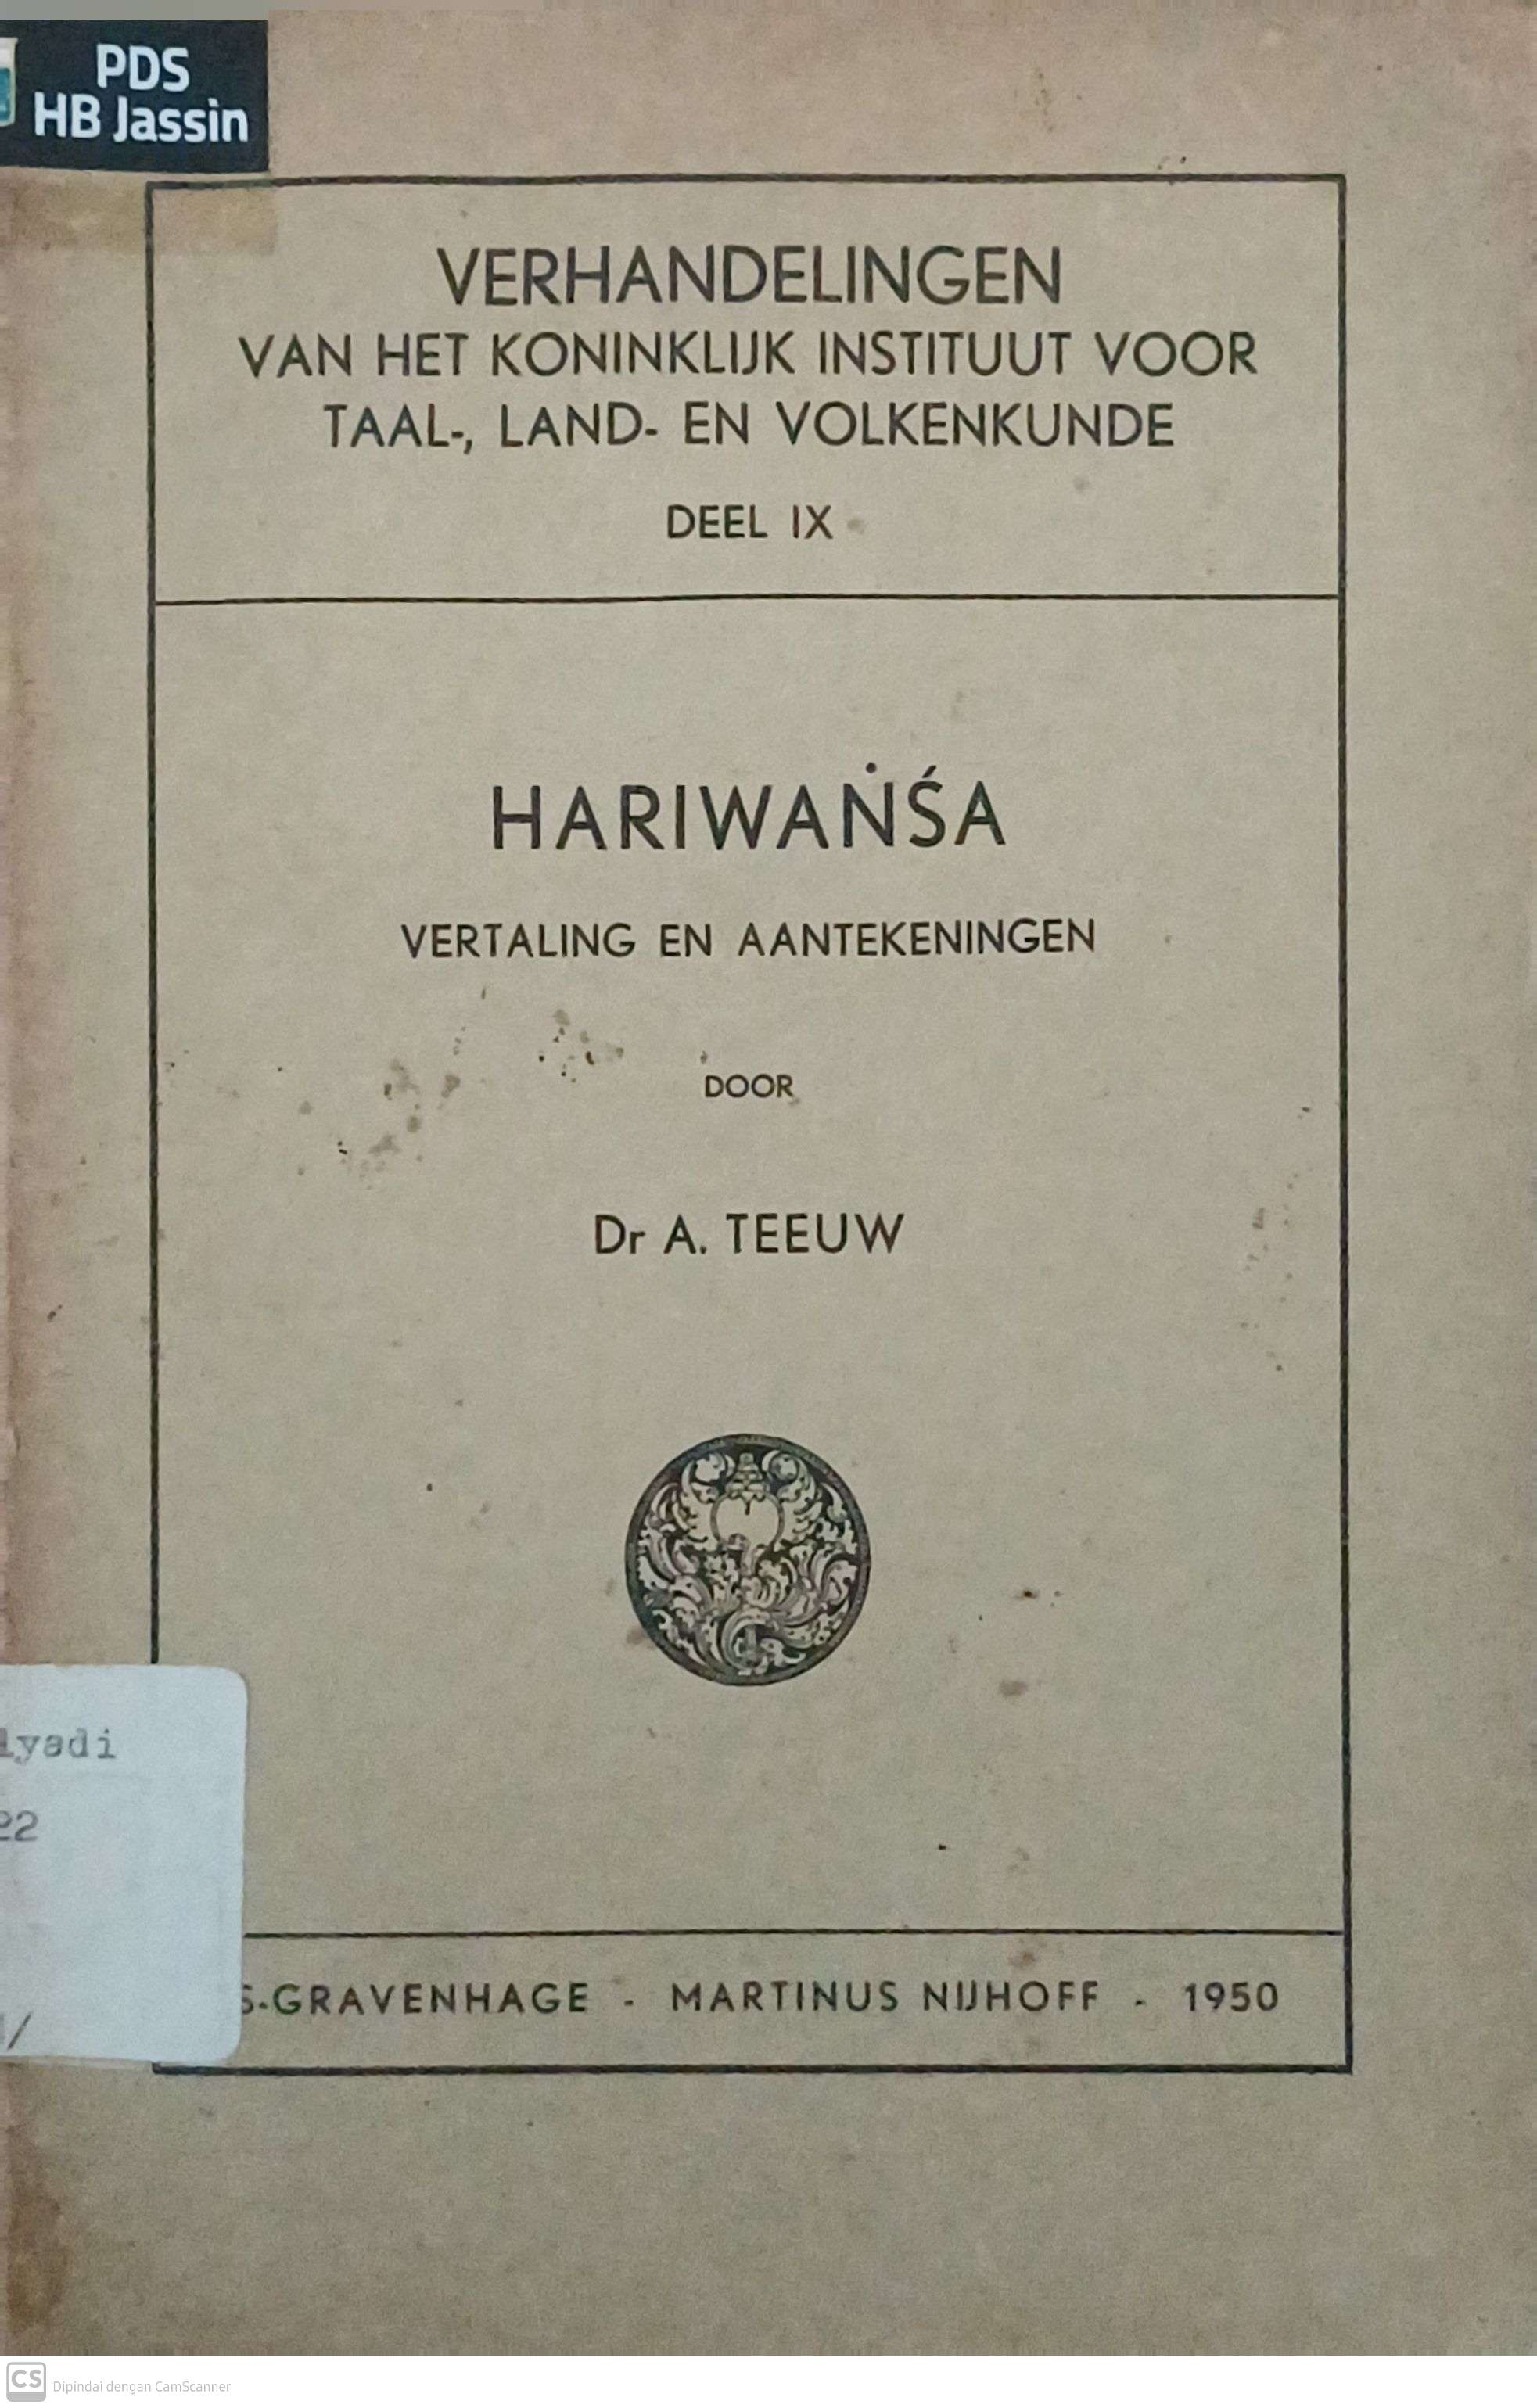 PDS
HB Jassin
VERHANDELINGEN
VAN HET KONINKLIJK INSTITUUT VOOR
TAAL-, LAND- EN VOLKENKUNDE
DEEL IX
HARIWAṄŚA
VERTALING EN AANTEKENINGEN
DOOR
Dr A. TEEUW
lyadi
22
/
S-GRAVENHAGE - MARTINUS NIJHOFF - 1950
CS Dipindai dengan CamScanner